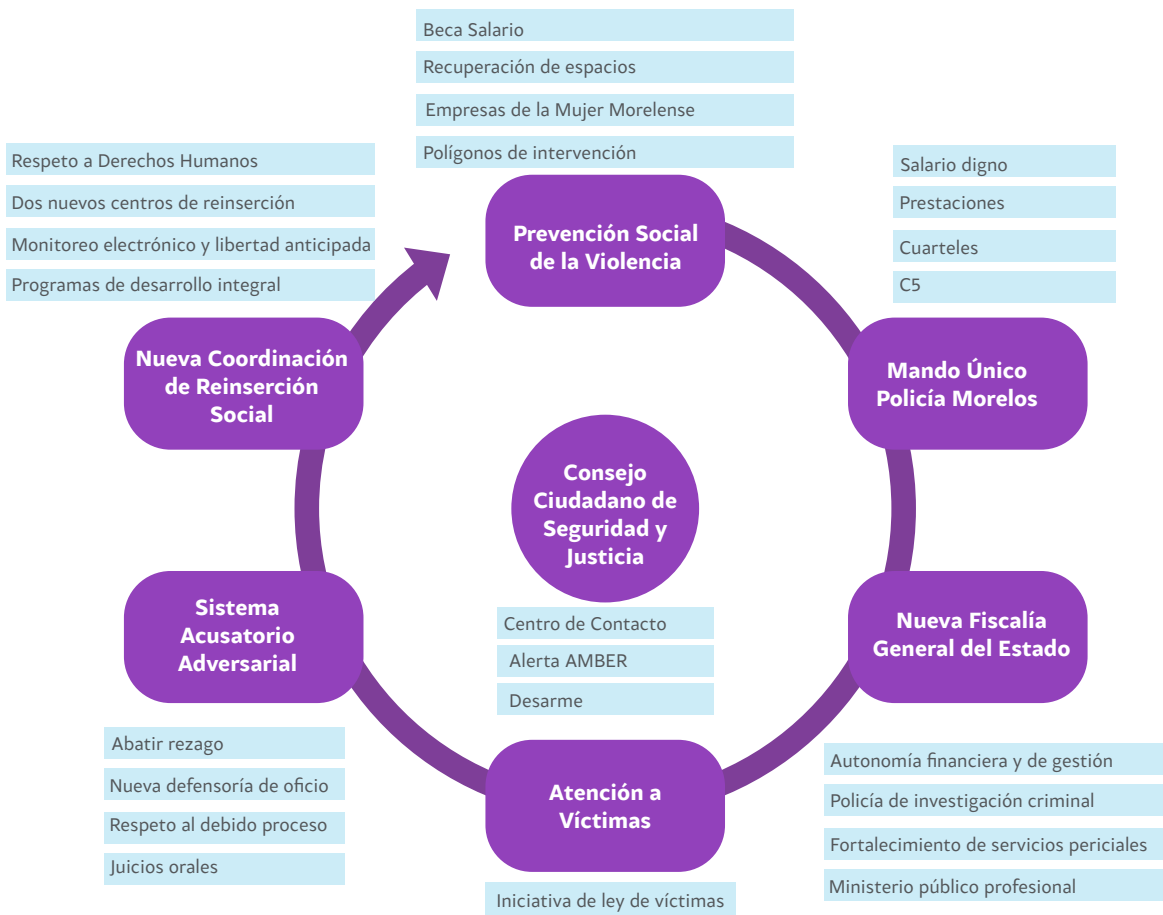 Beca Salario
Recuperación de espacios
Empresas de la Mujer Morelense
Polígonos de intervención
Prevención Social
de la Violencia
Salario digno
Prestaciones
Cuarteles
C5
Mando Único
Policía Morelos
Nueva Fiscalía
General del Estado
Autonomía financiera y de gestión
Policía de investigación criminal
Fortalecimiento de servicios periciales
Ministerio público profesional
Atención a
Víctimas
Iniciativa de ley de víctimas
Sistema
Acusatorio
Adversarial
Abatir rezago
Nueva defensoría de oficio
Respeto al debido proceso
Juicios orales
Respeto a Derechos Humanos
Dos nuevos centros de reinserción
Monitoreo electrónico y libertad anticipada
Programas de desarrollo integral
Nueva Coordinación
de Reinserción
Social
Consejo
Ciudadano de
Seguridad y
Justicia
Centro de Contacto
Alerta AMBER
Desarme